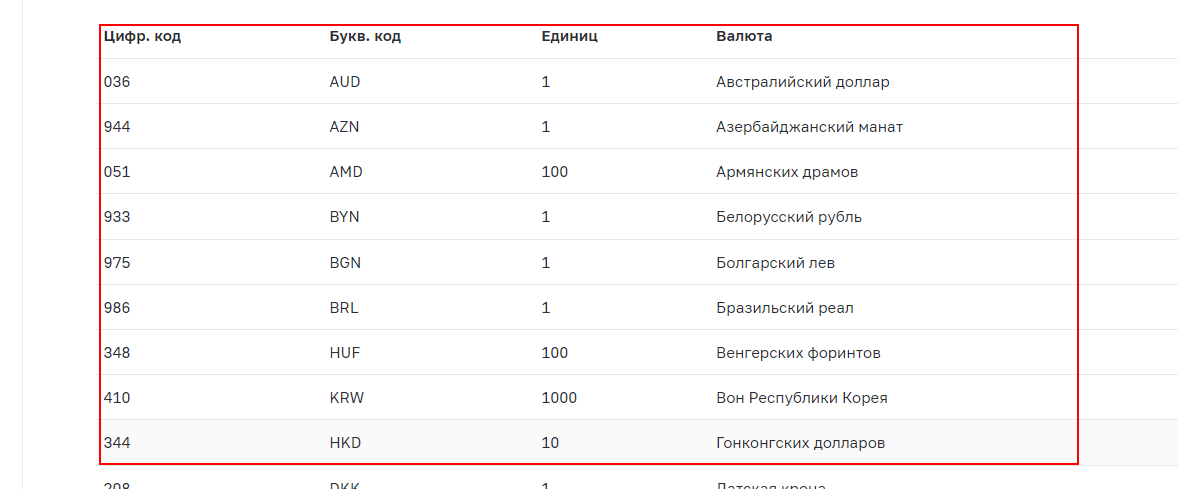 Цифр. код Букв. код Единиц Валюта
036 AUD 1 Австралийский доллар
944 AZN 1 Азербайджанский манат
051 AMD 100 Армянских драмов
933 BYN 1 Белорусский рубль
975 BGN 1 Болгарский лев
986 BRL 1 Бразильский реал
348 HUF 100 Венгерских форинтов
410 KRW 1000 Вон Республики Корея
344 HKD 10 Гонконгских долларов
208 DKK 1 Датская крона